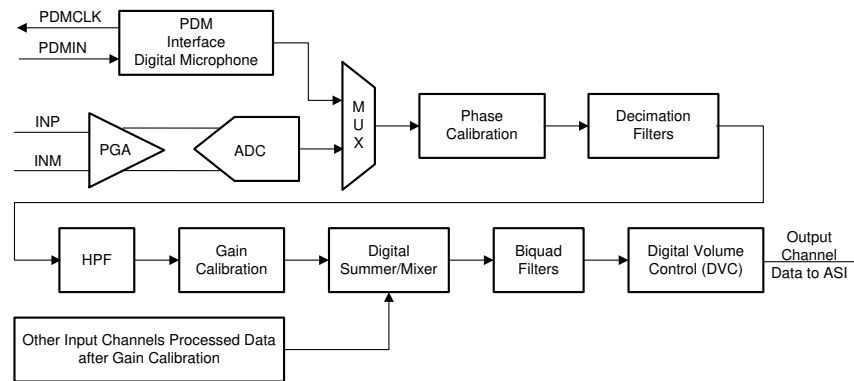 PDMCLK
PDMIN
PDM
Interface
Digital Microphone
INP
INM
PGA
ADC
M
U
X
Phase
Calibration
Decimation
Filters
HPF
Gain
Calibration
Digital
Summer/Mixer
Biquad
Filters
Digital Volume
Control (DVC)
Output
Channel
Data to ASI
Other Input Channels Processed Data
after Gain Calibration